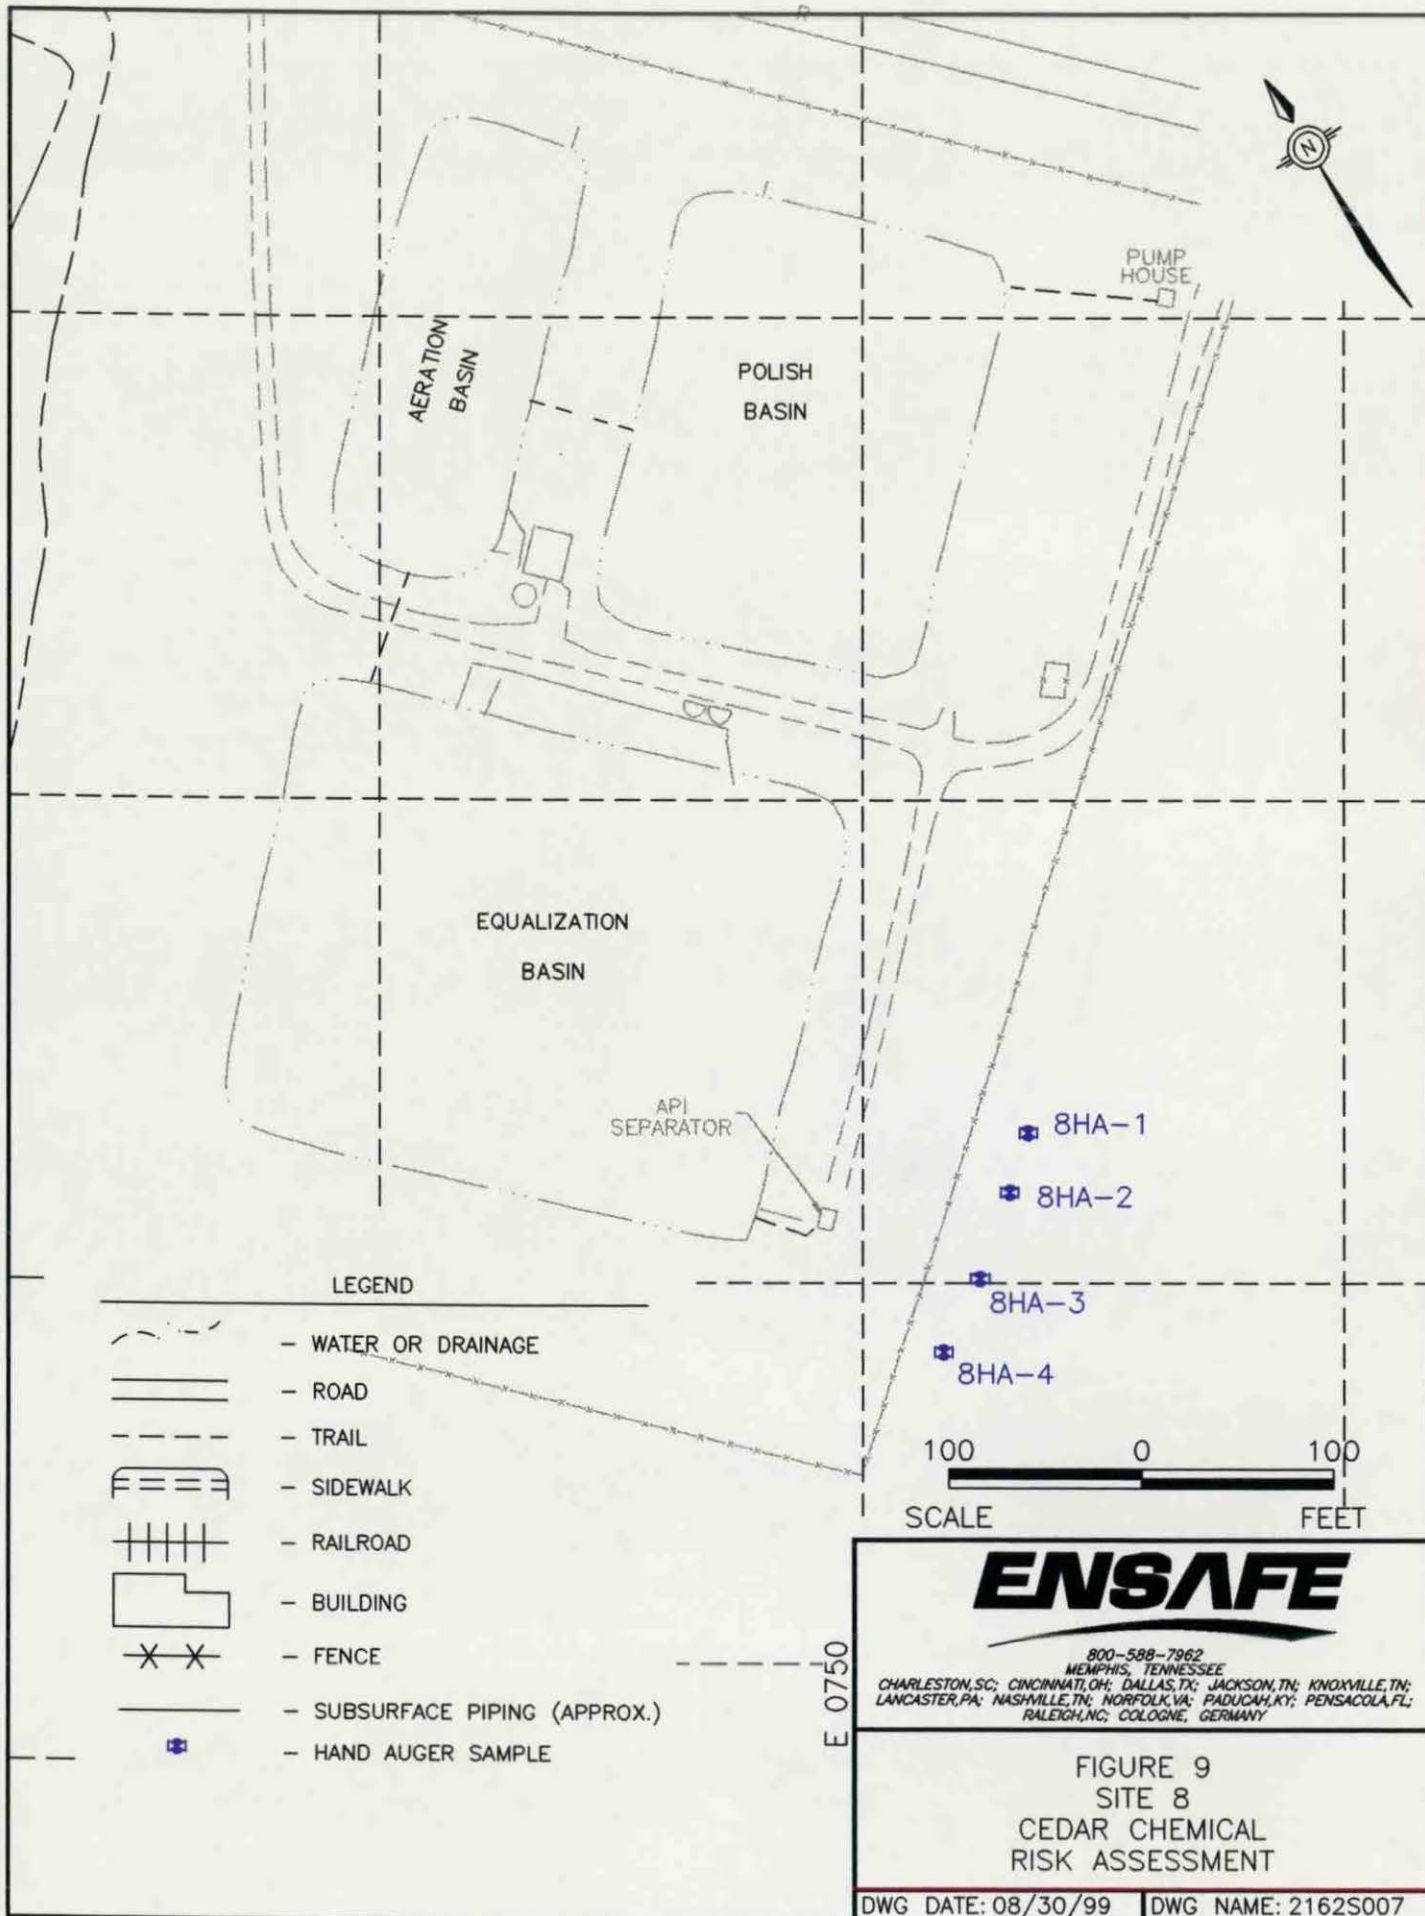 R
N
PUMP
HOUSE
AERATION
BASIN
POLISH
BASIN
EQUALIZATION
BASIN
API
SEPARATOR
8HA-1
8HA-2
8HA-3
8HA-4
LEGEND
- WATER OR DRAINAGE
- ROAD
- TRAIL
- SIDEWALK
- RAILROAD
- BUILDING
- FENCE
- SUBSURFACE PIPING (APPROX.)
- HAND AUGER SAMPLE
100 0 100
SCALE FEET
E 0750
ENSAFE
800-588-7962
MEMPHIS, TENNESSEE
CHARLESTON,SC; CINCINNATI,OH; DALLAS,TX; JACKSON,TN; KNOXVILLE,TN;
LANCASTER,PA; NASHVILLE,TN; NORFOLK,VA; PADUCAH,KY; PENSACOLA,FL;
RALEIGH,NC; COLOGNE, GERMANY
FIGURE 9
SITE 8
CEDAR CHEMICAL
RISK ASSESSMENT
DWG DATE: 08/30/99 DWG NAME: 2162S007